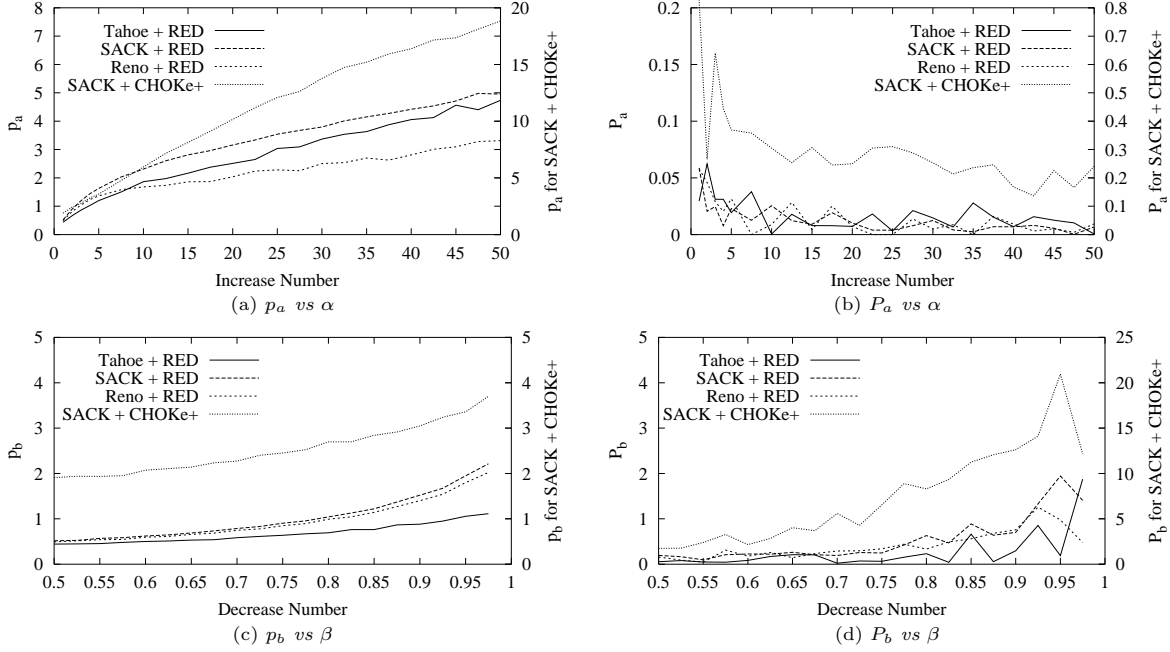 Tahoe + RED
SACK + RED
Reno + RED
SACK + CHOKe+
p_a
p_a for SACK + CHOKe+
0 1 2 3 4 5 6 7 8
0 5 10 15 20
0 5 10 15 20 25 30 35 40 45 50
Increase Number
(a) p_a vs α
Tahoe + RED
SACK + RED
Reno + RED
SACK + CHOKe+
P_a
P_a for SACK + CHOKe+
0 0.05 0.1 0.15 0.2
0 0.1 0.2 0.3 0.4 0.5 0.6 0.7 0.8
0 5 10 15 20 25 30 35 40 45 50
Increase Number
(b) P_a vs α
Tahoe + RED
SACK + RED
Reno + RED
SACK + CHOKe+
p_b
p_b for SACK + CHOKe+
0 1 2 3 4 5
0 1 2 3 4 5
0.5 0.55 0.6 0.65 0.7 0.75 0.8 0.85 0.9 0.95 1
Decrease Number
(c) p_b vs β
Tahoe + RED
SACK + RED
Reno + RED
SACK + CHOKe+
P_b
P_b for SACK + CHOKe+
0 1 2 3 4 5
0 5 10 15 20 25
0.5 0.55 0.6 0.65 0.7 0.75 0.8 0.85 0.9 0.95 1
Decrease Number
(d) P_b vs β